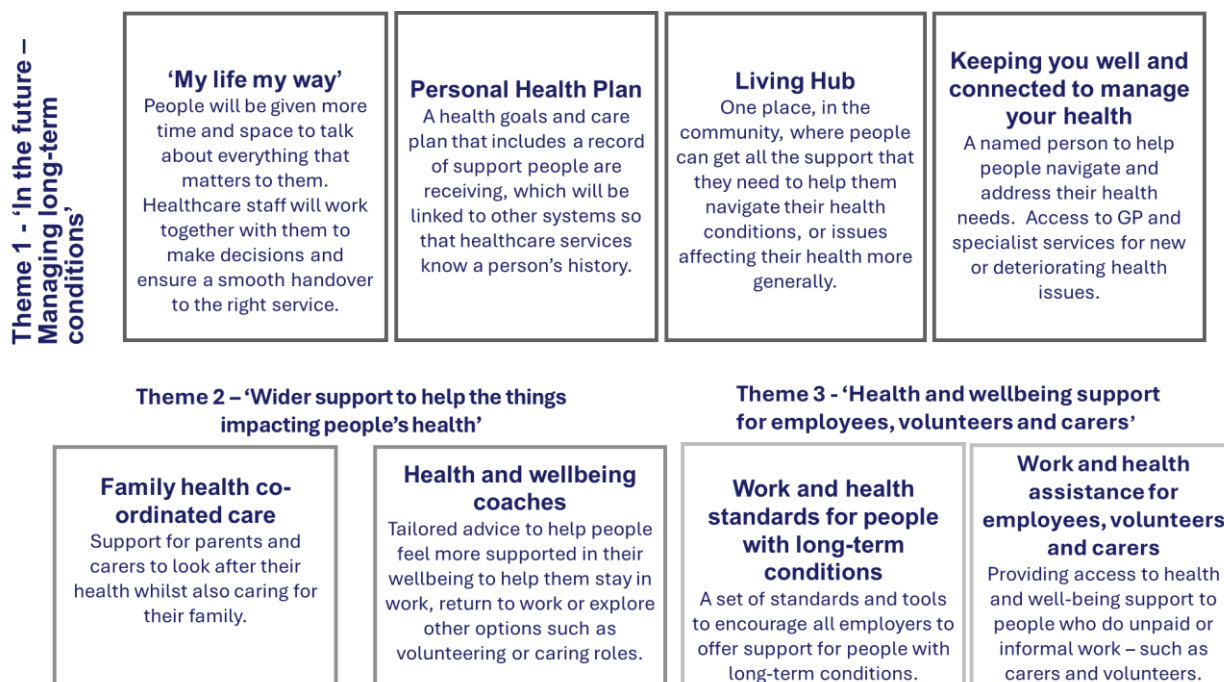 Theme 1 - ‘In the future –
Managing long-term
conditions’
‘My life my way’
People will be given more
time and space to talk
about everything that
matters to them.
Healthcare staff will work
together with them to
make decisions and
ensure a smooth handover
to the right service.
Personal Health Plan
A health goals and care
plan that includes a record
of support people are
receiving, which will be
linked to other systems so
that healthcare services
know a person’s history.
Living Hub
One place, in the
community, where people
can get all the support that
they need to help them
navigate their health
conditions, or issues
affecting their health more
generally.
Keeping you well and
connected to manage
your health
A named person to help
people navigate and
address their health
needs. Access to GP and
specialist services for new
or deteriorating health
issues.
Theme 2 – ‘Wider support to help the things
impacting people’s health’
Family health co-
ordinated care
Support for parents and
carers to look after their
health whilst also caring for
their family.
Health and wellbeing
coaches
Tailored advice to help people
feel more supported in their
wellbeing to help them stay in
work, return to work or explore
other options such as
volunteering or caring roles.
Theme 3 - ‘Health and wellbeing support
for employees, volunteers and carers’
Work and health
standards for people
with long-term
conditions
A set of standards and tools
to encourage all employers to
offer support for people with
long-term conditions.
Work and health
assistance for
employees, volunteers
and carers
Providing access to health
and well-being support to
people who do unpaid or
informal work – such as
carers and volunteers.